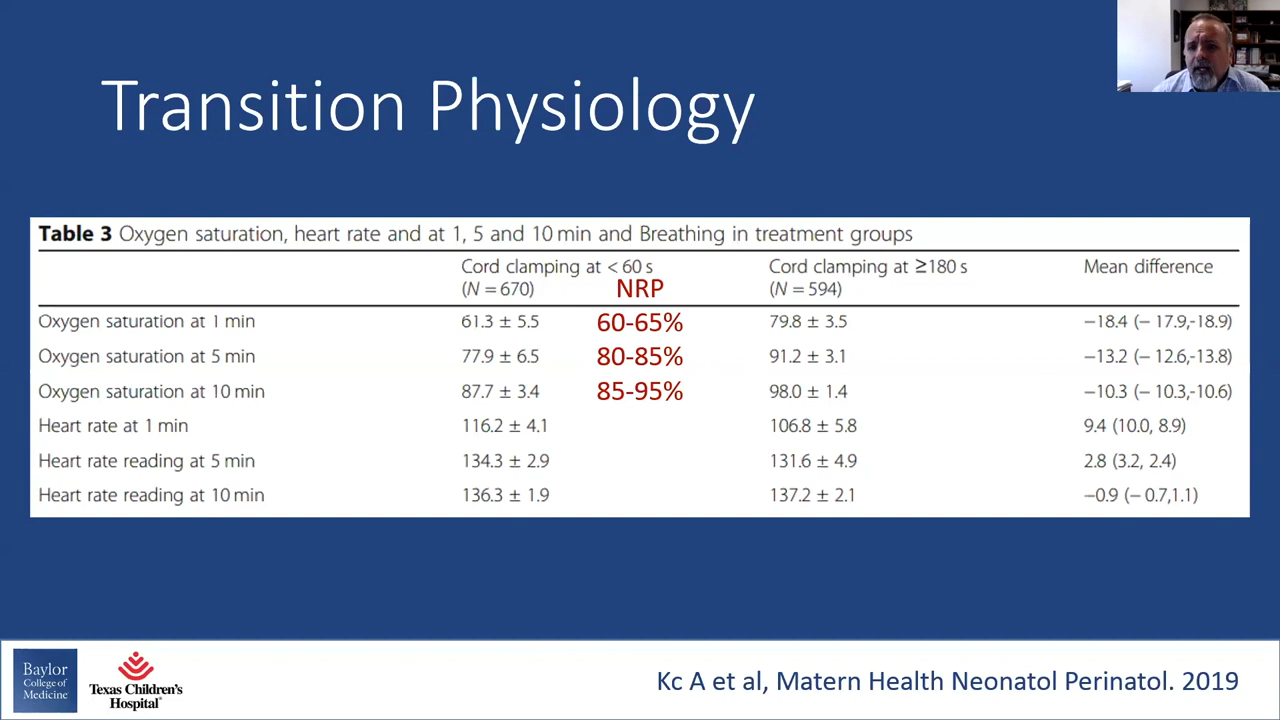 Transition Physiology
Table 3 Oxygen saturation, heart rate and at 1, 5 and 10 min and Breathing in treatment groups
Cord clamping at < 60 s Cord clamping at ≥180 s Mean difference
(N = 670) NRP (N = 594)
Oxygen saturation at 1 min 61.3 ± 5.5 60-65% 79.8 ± 3.5 −18.4 (− 17.9,-18.9)
Oxygen saturation at 5 min 77.9 ± 6.5 80-85% 91.2 ± 3.1 −13.2 (− 12.6,-13.8)
Oxygen saturation at 10 min 87.7 ± 3.4 85-95% 98.0 ± 1.4 −10.3 (− 10.3,-10.6)
Heart rate at 1 min 116.2 ± 4.1 106.8 ± 5.8 9.4 (10.0, 8.9)
Heart rate reading at 5 min 134.3 ± 2.9 131.6 ± 4.9 2.8 (3.2, 2.4)
Heart rate reading at 10 min 136.3 ± 1.9 137.2 ± 2.1 −0.9 (− 0.7,1.1)
Baylor
College of
Medicine
Texas Children's
Hospital
Kc A et al, Matern Health Neonatol Perinatol. 2019